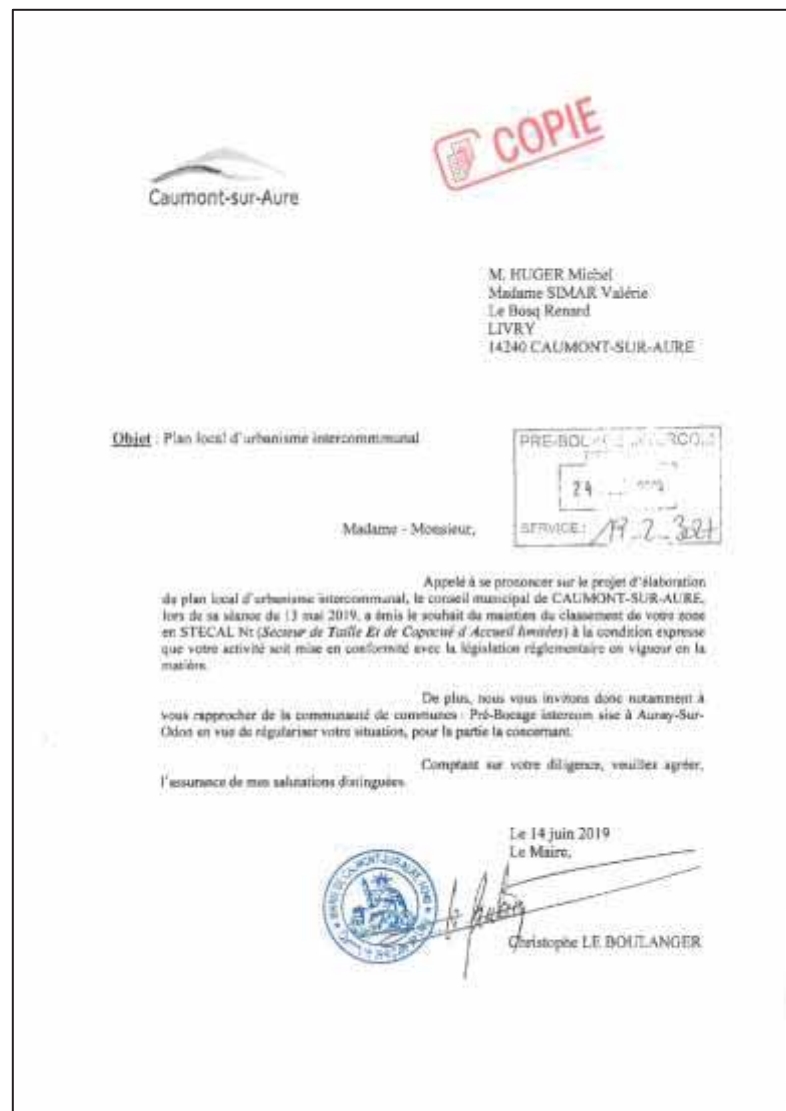 COPIE
Caumont-sur-Aure
M. HUGER Michel
Madame SIMAR Valérie
Le Bosq Renard
LIVRY
14240 CAUMONT-SUR-AURE
Objet : Plan local d'urbanisme intercommunal
PRE-BOC
24
SERVICE :
Madame - Monsieur,
Appelé à se prononcer sur le projet d'élaboration
du plan local d'urbanisme intercommunal, le conseil municipal de CAUMONT-SUR-AURE,
lors de sa séance du 13 mai 2019, a émis le souhait du maintien du classement de votre zone
en STECAL Nt (Secteur de Taille Et de Capacité d'Accueil limitées) à la condition expresse
que votre activité soit mise en conformité avec la législation réglementaire en vigueur en la
matière.
De plus, nous vous invitons donc notamment à
vous rapprocher de la communauté de communes : Pré-Bocage intercom sise à Aunay-Sur-
Odon en vue de régulariser votre situation, pour la partie la concernant.
Comptant sur votre diligence, veuillez agréer,
l'assurance de mes salutations distinguées.
Le 14 juin 2019
Le Maire,
Christophe LE BOULANGER